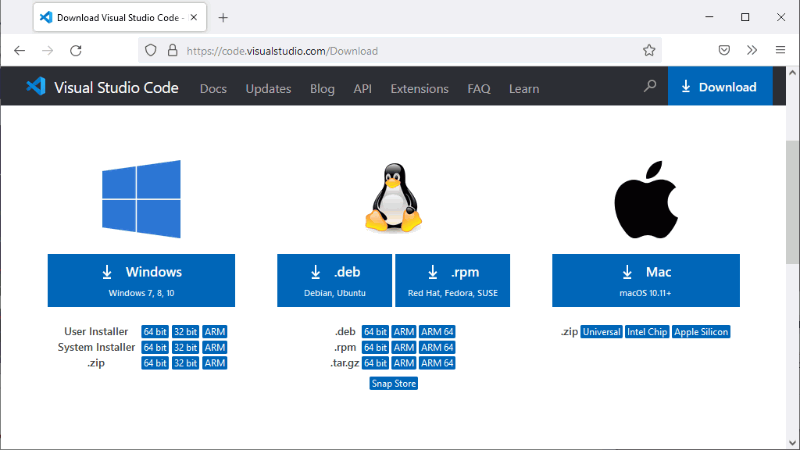 Download Visual Studio Code -
https://code.visualstudio.com/Download
Visual Studio Code Docs Updates Blog API Extensions FAQ Learn Download
Windows
Windows 7, 8, 10
User Installer 64 bit 32 bit ARM
System Installer 64 bit 32 bit ARM
.zip 64 bit 32 bit ARM
.deb
Debian, Ubuntu
.rpm
Red Hat, Fedora, SUSE
.deb 64 bit ARM ARM 64
.rpm 64 bit ARM ARM 64
.tar.gz 64 bit ARM ARM 64
Snap Store
Mac
macOS 10.11+
.zip Universal Intel Chip Apple Silicon